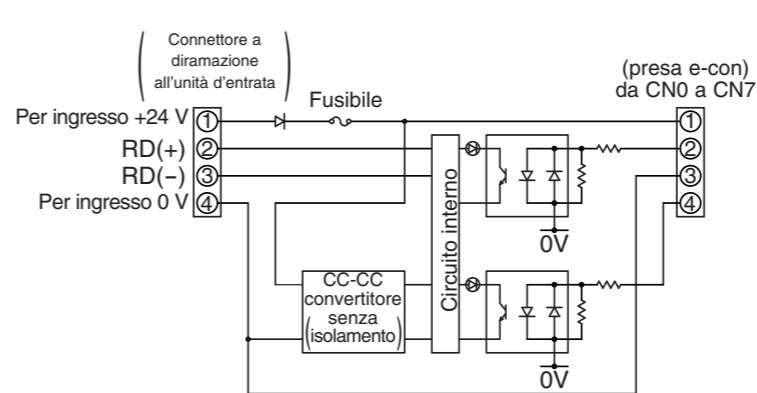 Connettore a
diramazione
all'unità d'entrata
(presa e-con)
da CN0 a CN7
Fusibile
Per ingresso +24 V
RD(+)
RD(−)
Per ingresso 0 V
1
2
3
4
1
2
3
4
Circuito interno
0V
CC-CC
convertitore
senza
(isolamento)
0V